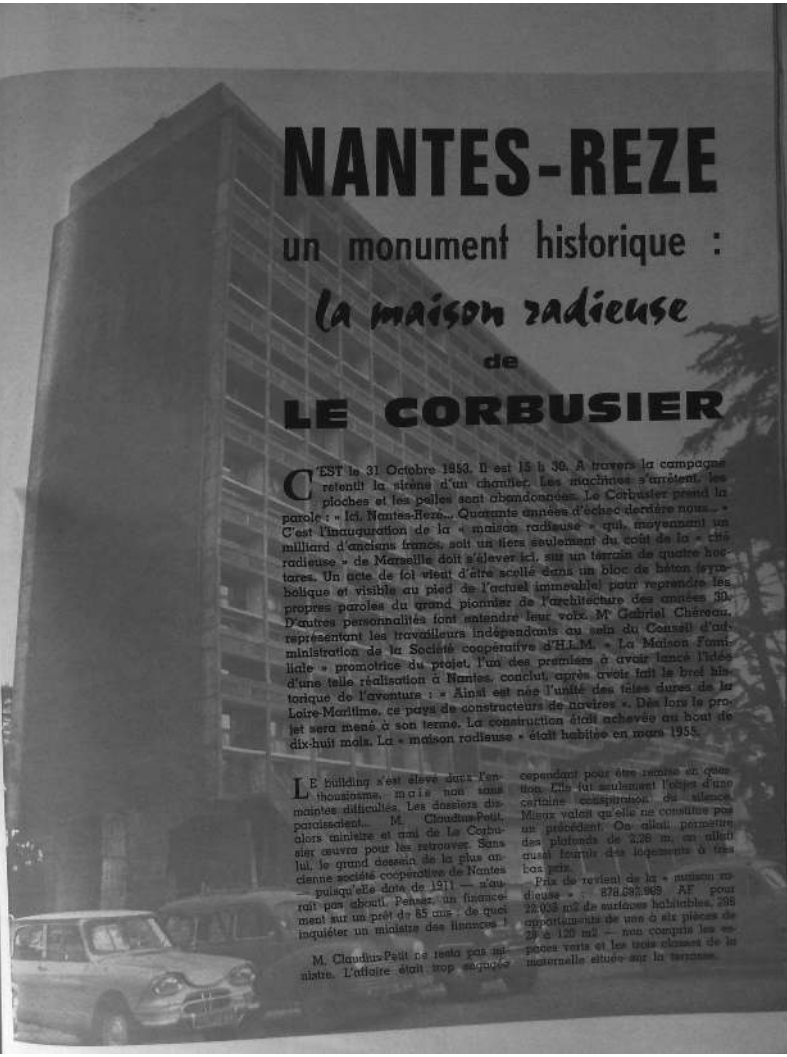 NANTES-REZE
un monument historique :
la maison radieuse
de
LE CORBUSIER
C'EST le 31 Octobre 1953. Il est 15 h 30. A travers la campagne
retentit la sirène d'un chantier. Les machines s'arrêtent, les
pioches et les pelles sont abandonnées. Le Corbusier prend la
parole : « Ici, Nantes-Rezé... Quarante années d'échec derrière nous... »
C'est l'inauguration de la « maison radieuse » qui, moyennant un
milliard d'anciens francs, soit un tiers seulement du coût de la « cité
radieuse » de Marseille doit s'élever ici, sur un terrain de quatre hec-
tares. Un acte de foi vient d'être scellé dans un bloc de béton (sym-
bolique et visible au pied de l'actuel immeuble) pour reprendre les
propres paroles du grand pionnier de l'architecture des années 30.
D'autres personnalités font entendre leur voix. Me Gabriel Chéreau,
représentant les travailleurs indépendants au sein du Conseil d'ad-
ministration de la Société coopérative d'H.L.M. « La Maison Fami-
liale » promotrice du projet, l'un des premiers à avoir lancé l'idée
d'une telle réalisation à Nantes, conclut, après avoir fait le bref his-
torique de l'aventure : « Ainsi est née l'unité des têtes dures de la
Loire-Maritime, ce pays de constructeurs de navires ». Dès lors le pro-
jet sera mené à son terme. La construction était achevée au bout de
dix-huit mois. La « maison radieuse » était habitée en mars 1955.
LE building s'est élevé dans l'en-
thousiasme, mais non sans
maintes difficultés. Les dossiers dis-
paraissaient... M. Claudius-Petit,
alors ministre et ami de Le Corbu-
sier œuvra pour les retrouver. Sans
lui, le grand dessein de la plus an-
cienne société coopérative de Nantes
— puisqu'elle date de 1911 — n'au-
rait pas abouti. Pensez, un finance-
ment sur un prêt de 65 ans : de quoi
inquiéter un ministre des finances !
M. Claudius-Petit ne resta pas mi-
nistre. L'affaire était trop engagée
cependant pour être remise en ques-
tion. Elle fut seulement l'objet d'une
certaine conspiration du silence.
Mieux valait qu'elle ne constitue pas
un précédent. On allait permettre
des plafonds de 2,26 m, on allait
aussi fournir des logements à très
bas prix.
Prix de revient de la « maison ra-
dieuse » : AF pour
m2 de surfaces habitables,
appartements de une à six pièces de
à 120 m2 — non compris les es-
paces verts et les trois classes de la
maternelle située sur la terrasse.